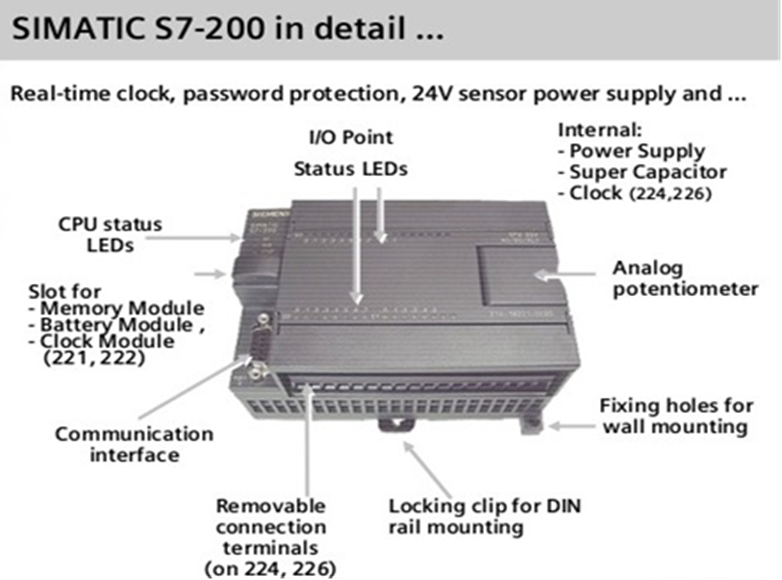 SIMATIC S7-200 in detail ...
Real-time clock, password protection, 24V sensor power supply and ...
I/O Point
Status LEDs
Internal:
- Power Supply
- Super Capacitor
- Clock (224,226)
SIEMENS
SIMATIC
S7-200
CPU status
LEDs
Analog
potentiometer
Slot for
- Memory Module
- Battery Module ,
- Clock Module
(221, 222)
Communication
interface
Fixing holes for
wall mounting
Removable
connection
terminals
(on 224, 226)
Locking clip for DIN
rail mounting